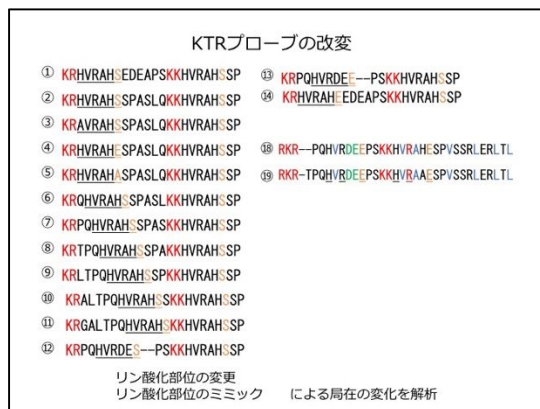 KTRプローブの改変
① KRHVRAHSEDEAPSKKHVRAHSSP
② KRHVRAHSSPASLQKKHVRAHSSP
③ KRAVRAHSSPASLQKKHVRAHSSP
④ KRHVRAHESPASLQKKHVRAHSSP
⑤ KRHVRAHASPASLQKKHVRAHSSP
⑥ KRQHVRAHSSPASLKKHVRAHSSP
⑦ KRPQHVRAHSSPASKKHVRAHSSP
⑧ KRTPQHVRAHSSPAKKHVRAHSSP
⑨ KRLTPQHVRAHSSPKKHVRAHSSP
⑩ KRALTPQHVRAHSSKKHVRAHSSP
⑪ KRGALTPQHVRAHSKKHVRAHSSP
⑫ KRPQHVRDES--PSKKHVRAHSSP
⑬ KRPQHVRDEE--PSKKHVRAHSSP
⑭ KRHVRAHEEDEAPSKKHVRAHSSP
⑱ RKR--PQHVRDEEPSKKHVRAHESPVSSRLERLTL
⑲ RKR-TPQHVRDEEPSKKHVRAAESPVSSRLERLTL
リン酸化部位の変更
リン酸化部位のミミック による局在の変化を解析